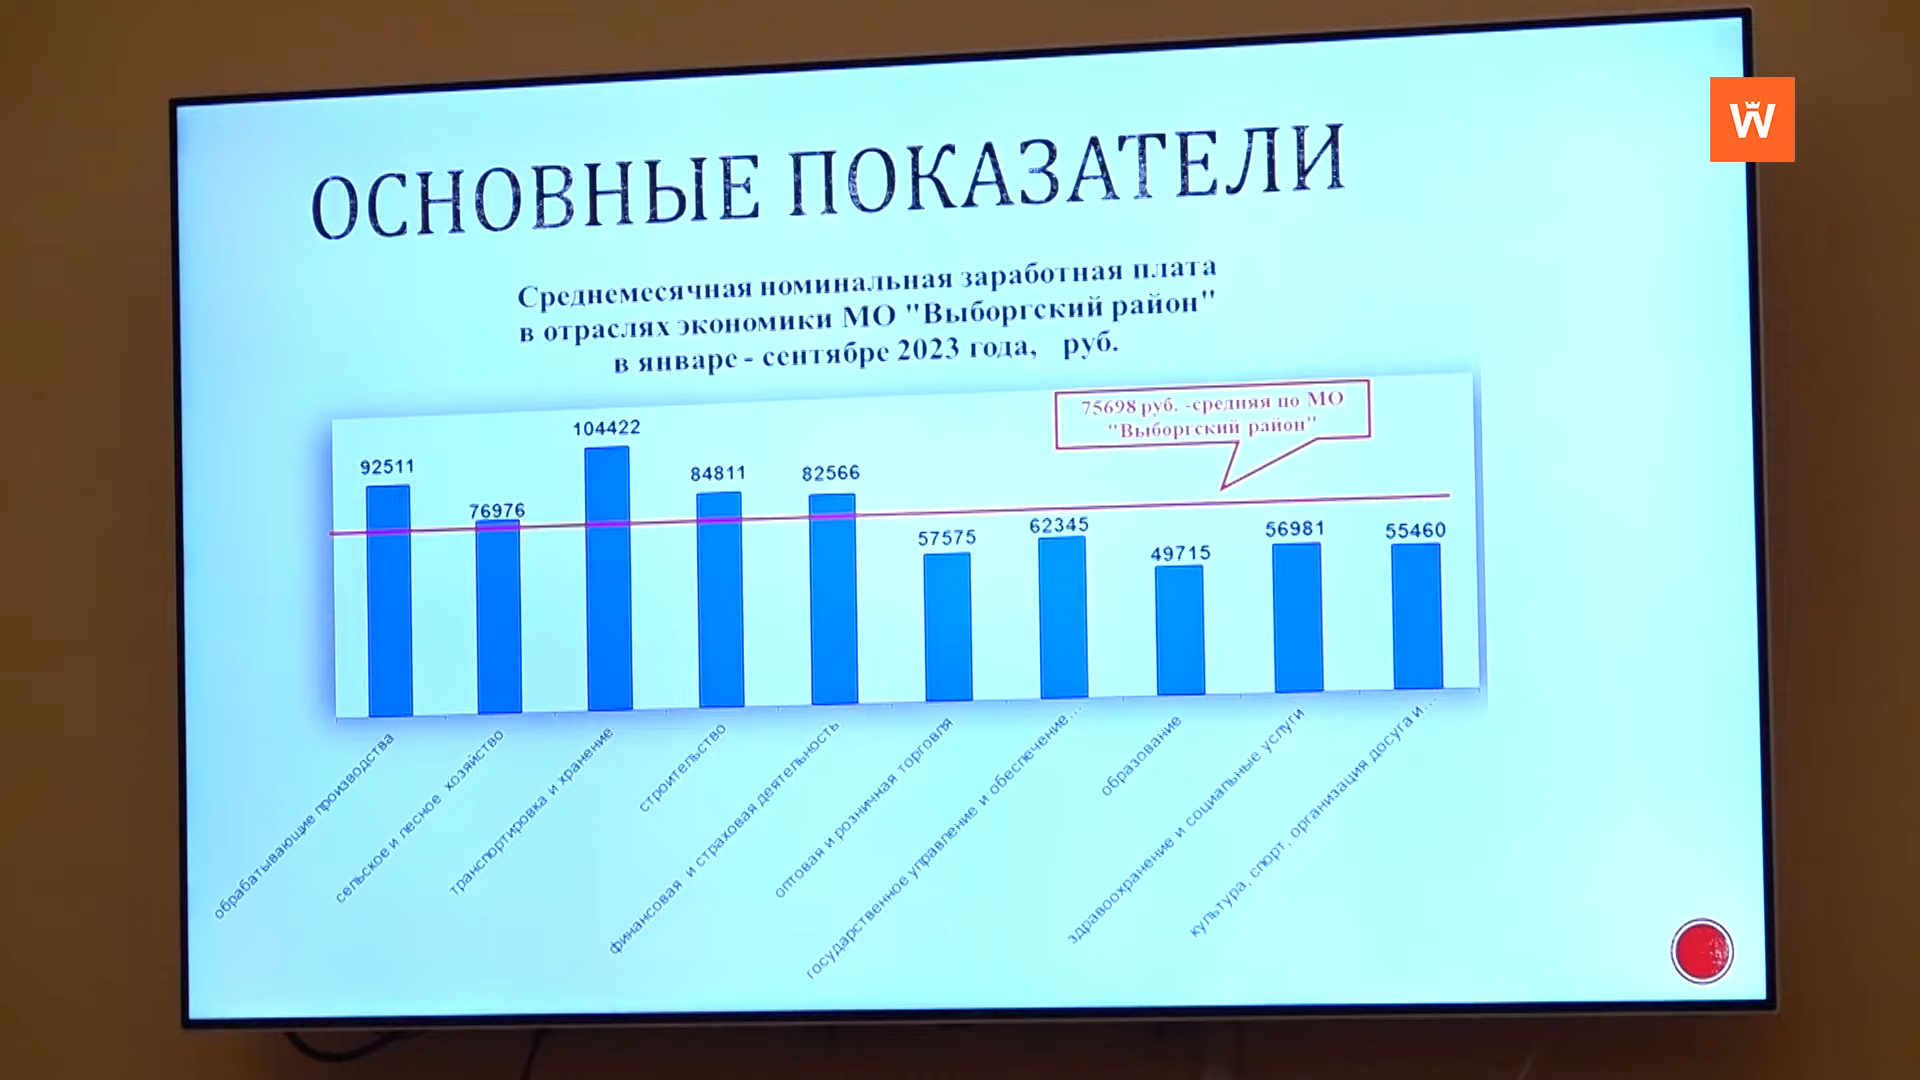 W
ОСНОВНЫЕ ПОКАЗАТЕЛИ
Среднемесячная номинальная заработная плата
в отраслях экономики МО "Выборгский район"
в январе - сентябре 2023 года, руб.
75698 руб. -средняя по МО
"Выборгский район"
92511
76976
104422
84811
82566
57575
62345
49715
56981
55460
обрабатывающие производства
сельское и лесное хозяйство
транспортировка и хранение
строительство
финансовая и страховая деятельность
оптовая и розничная торговля
государственное управление и обеспечение...
образование
здравоохранение и социальные услуги
культура, спорт, организация досуга и...